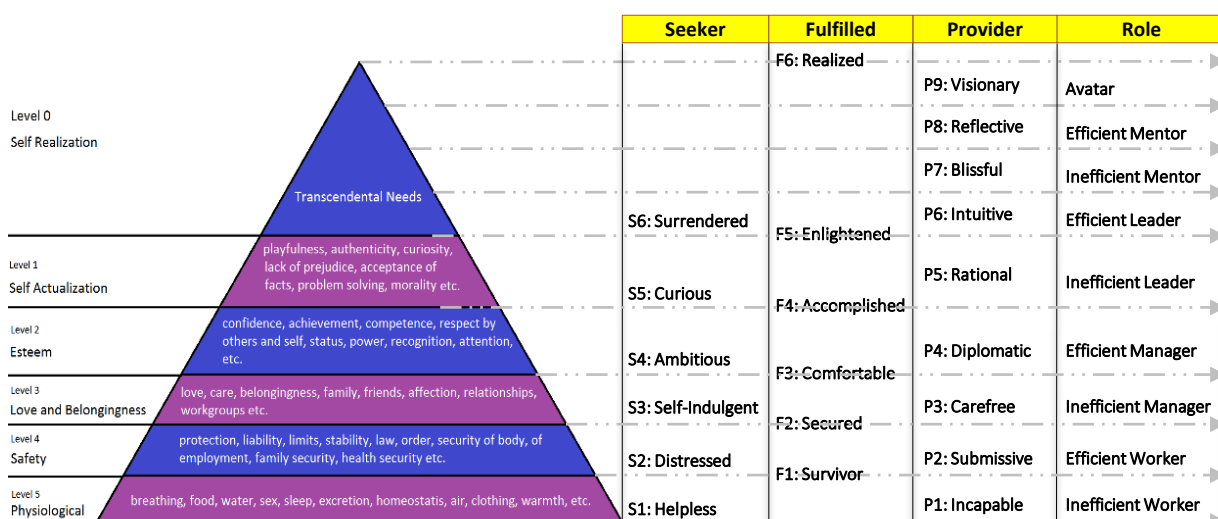 Seeker
Fulfilled
Provider
Role
F6: Realized
P9: Visionary
Avatar
Level 0
Self Realization
P8: Reflective
Efficient Mentor
P7: Blissful
Inefficient Mentor
Transcendental Needs
S6: Surrendered
P6: Intuitive
Efficient Leader
F5: Enlightened
Level 1
Self Actualization
playfulness, authenticity, curiosity,
lack of prejudice, acceptance of
facts, problem solving, morality etc.
S5: Curious
P5: Rational
Inefficient Leader
F4: Accomplished
Level 2
Esteem
confidence, achievement, competence, respect by
others and self, status, power, recognition, attention,
etc.
S4: Ambitious
P4: Diplomatic
Efficient Manager
F3: Comfortable
Level 3
Love and Belongingness
love, care, belongingness, family, friends, affection, relationships,
workgroups etc.
S3: Self-Indulgent
P3: Carefree
Inefficient Manager
F2: Secured
Level 4
Safety
protection, liability, limits, stability, law, order, security of body, of
employment, family security, health security etc.
S2: Distressed
P2: Submissive
Efficient Worker
F1: Survivor
Level 5
Physiological
breathing, food, water, sex, sleep, excretion, homeostatis, air, clothing, warmth, etc.
S1: Helpless
P1: Incapable
Inefficient Worker